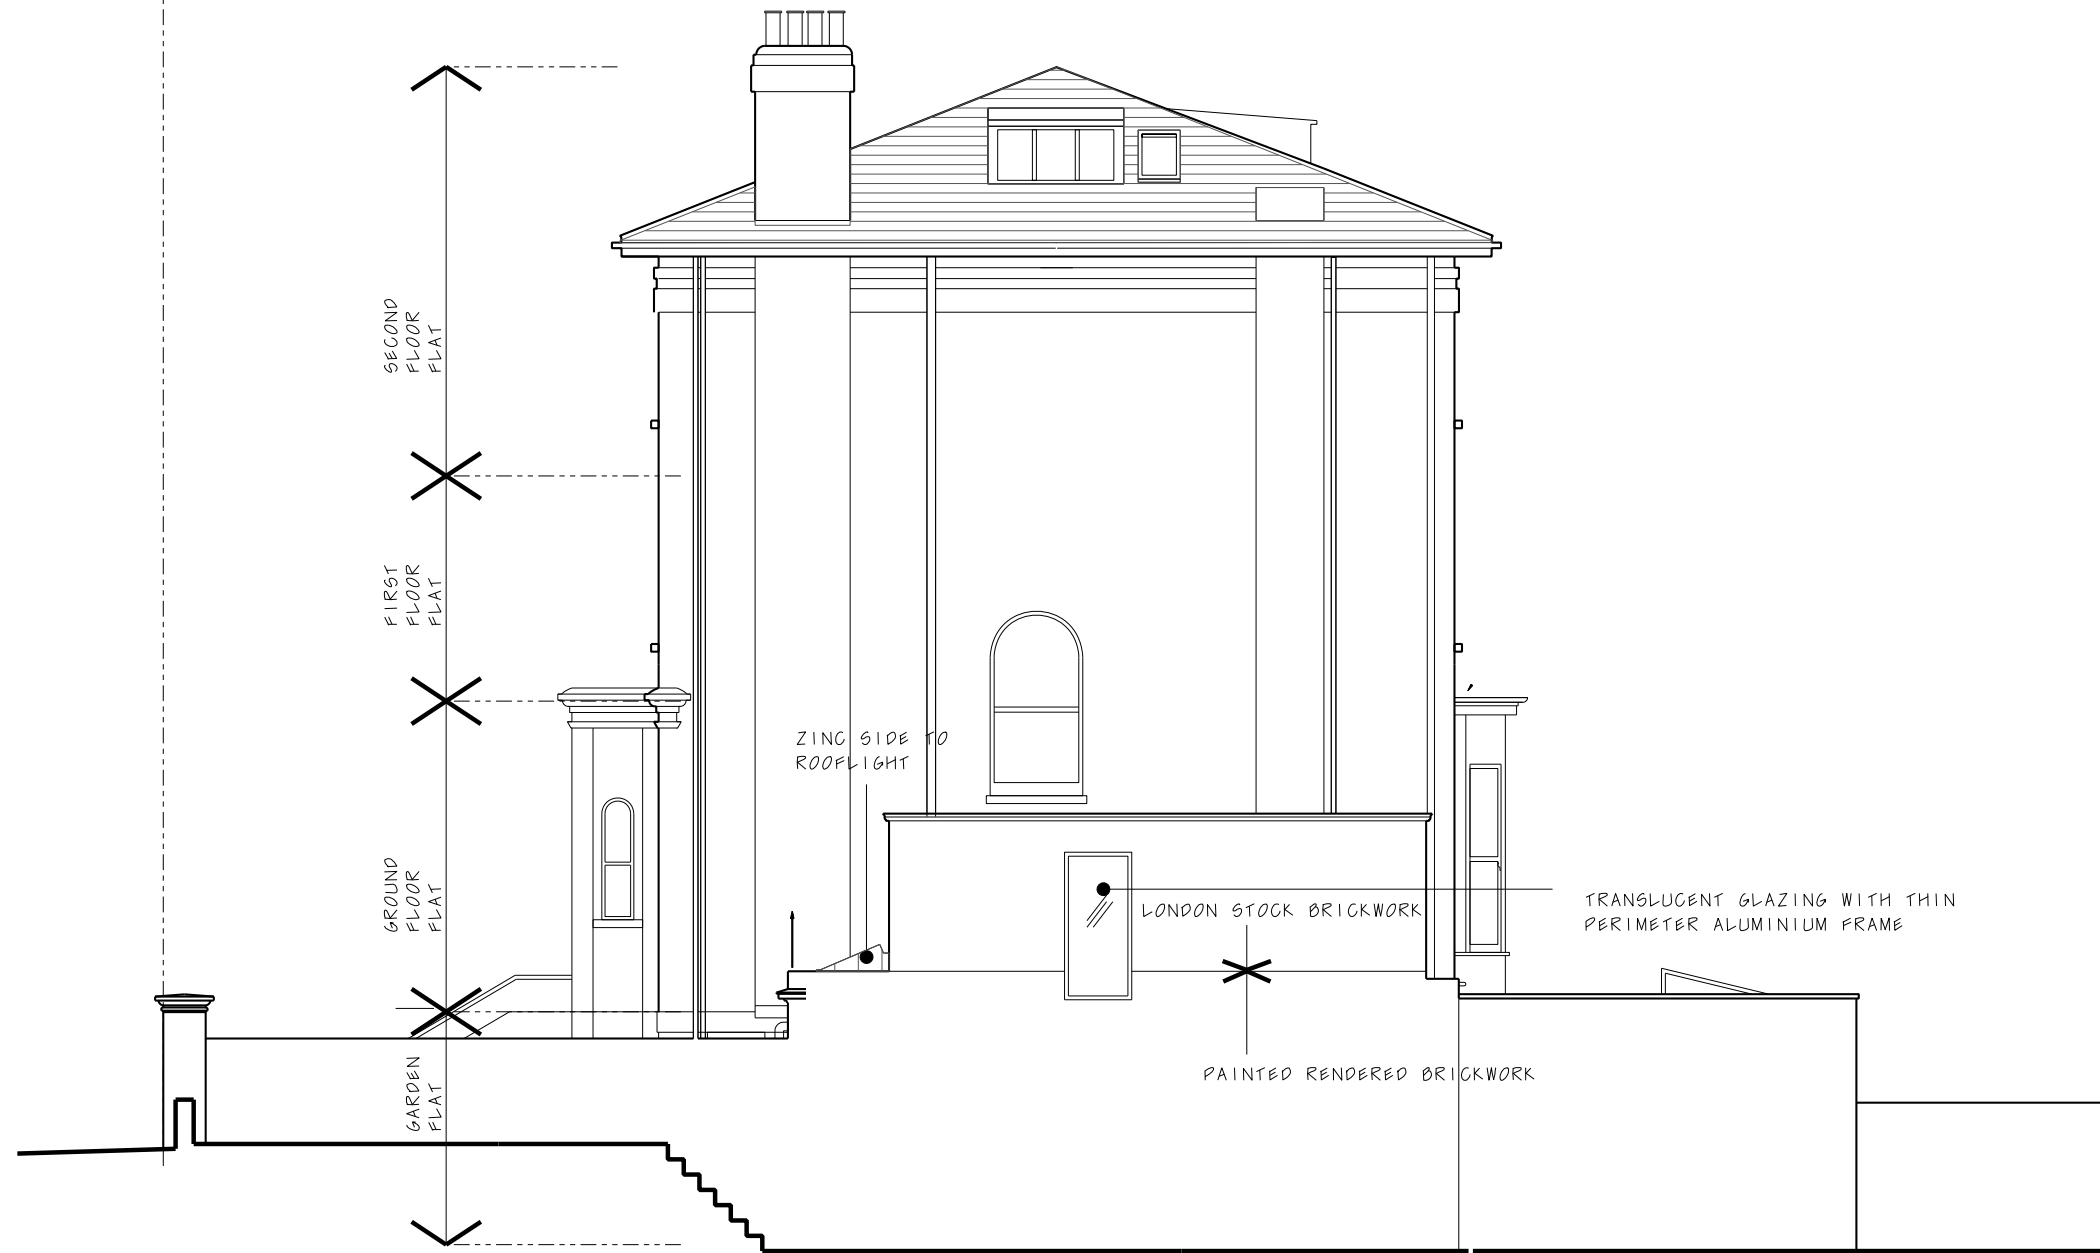 SECOND
FLOOR
FLAT
FIRST
FLOOR
FLAT
ZINC SIDE TO
ROOFLIGHT
GROUND
FLOOR
FLAT
LONDON STOCK BRICKWORK
TRANSLUCENT GLAZING WITH THIN
PERIMETER ALUMINIUM FRAME
GARDEN
FLAT
PAINTED RENDERED BRICKWORK